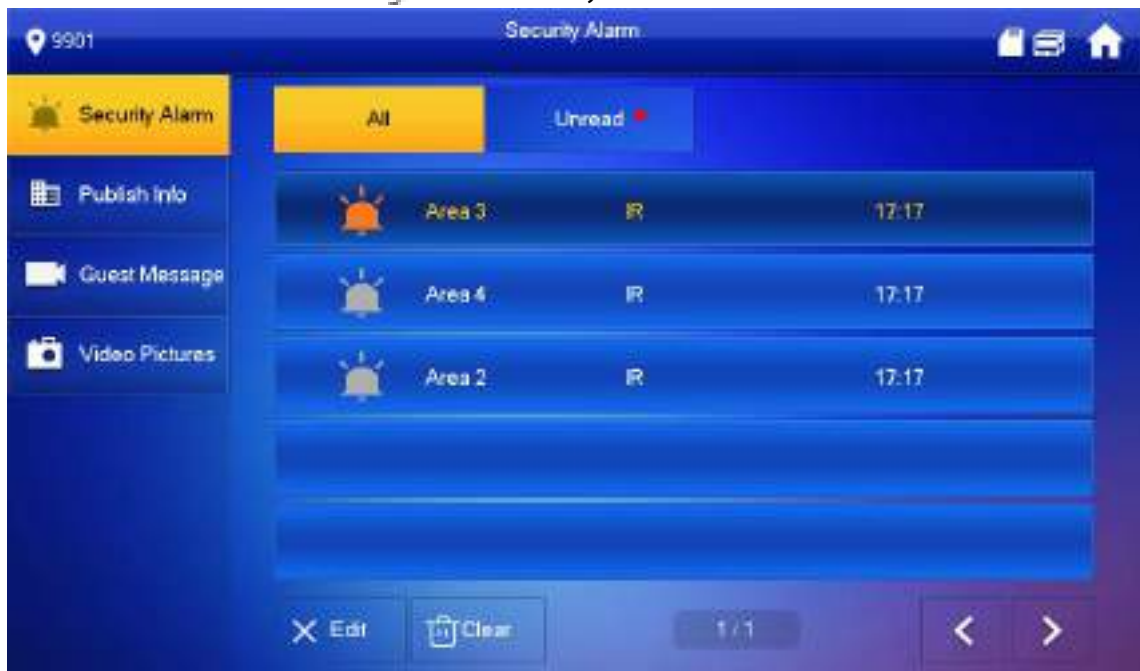 9901
Security Alarm
Security Alarm
Publish Info
Guest Message
Video Pictures
All
Unread
Area 3 IR 17:17
Area 4 IR 17:17
Area 2 IR 17:17
Edit
Clear
1/1